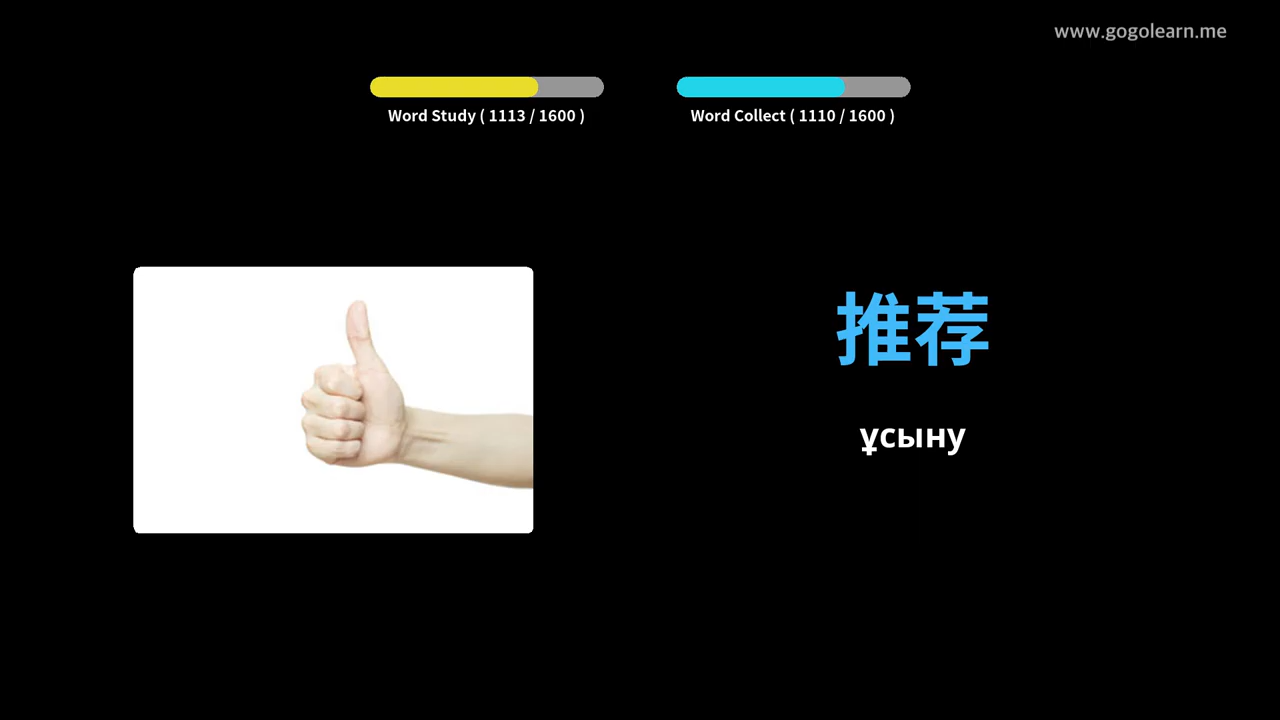 www.gogolearn.me
Word Study ( 1113 / 1600 )
Word Collect ( 1110 / 1600 )
推荐
ұсыну